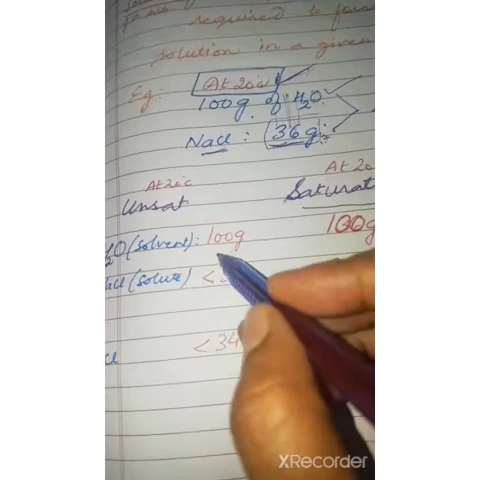 required to form
solution in a given
Eg: At 20°C
100g of H2O
NaCl : 36g
At 20°C At 20
Unsat Saturat
H2O (solvent): 100g 100g
NaCl (solute) <
<34
XRecorder